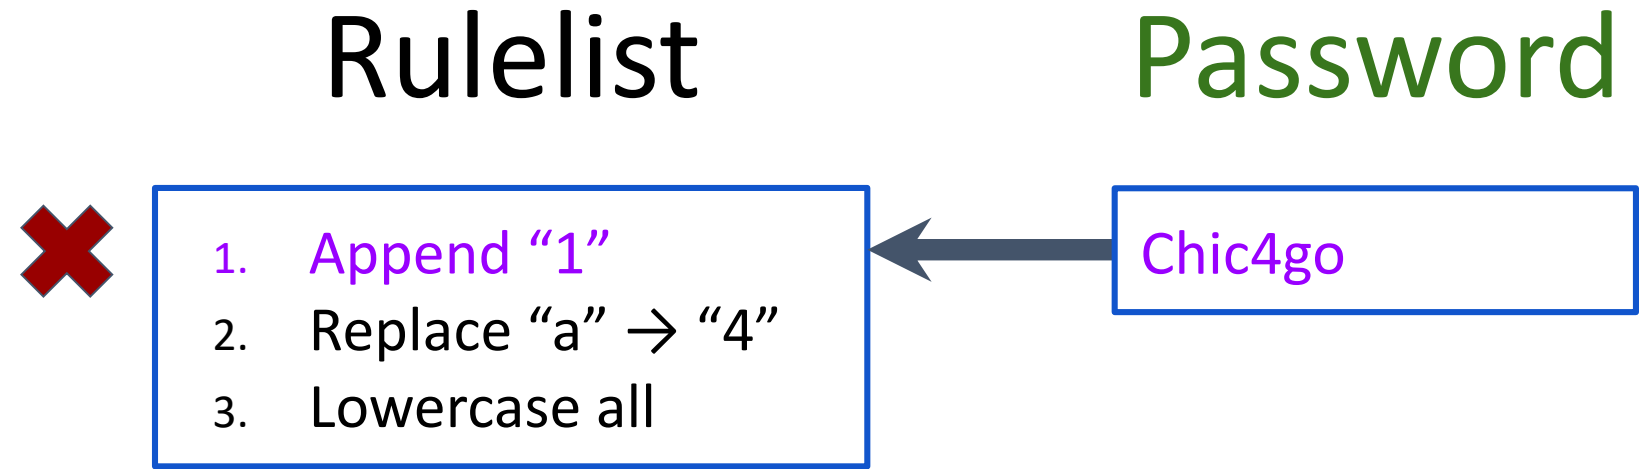 Rulelist
Password
1. Append “1”
Chic4go
2. Replace “a” → “4”
3. Lowercase all